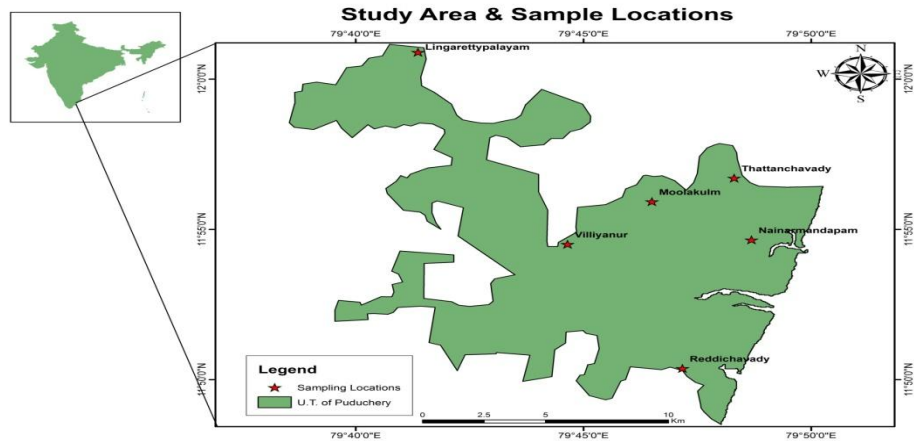 Study Area & Sample Locations
79°40'0"E 79°45'0"E 79°50'0"E
Lingarettypalayam
N
W E
S
12°0'0"N 12°0'0"N
Thattanchavady
Moolakulm
Nainarmandapam
11°55'0"N 11°55'0"N
Villiyanur
Reddichavady
11°50'0"N 11°50'0"N
Legend
Sampling Locations
U.T. of Puduchery
0 2.5 5 10
Km
79°40'0"E 79°45'0"E 79°50'0"E